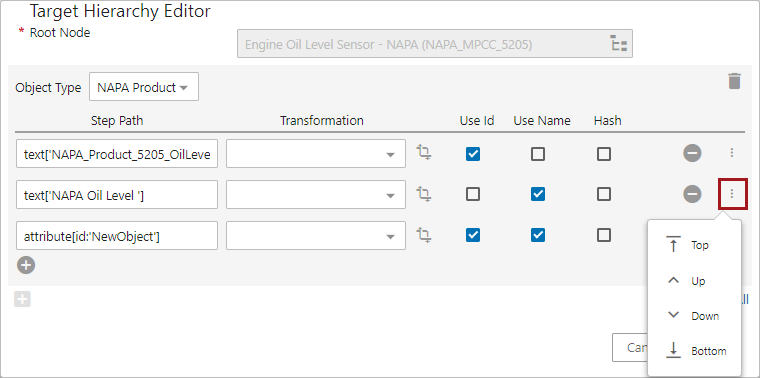 Target Hierarchy Editor
* Root Node
Engine Oil Level Sensor - NAPA (NAPA_MPCC_5205)
Object Type NAPA Product
Step Path Transformation Use Id Use Name Hash
text['NAPA_Product_5205_OilLeve
text['NAPA Oil Level ']
attribute[id:'NewObject']
Top
Up
All
Down
Can
Bottom